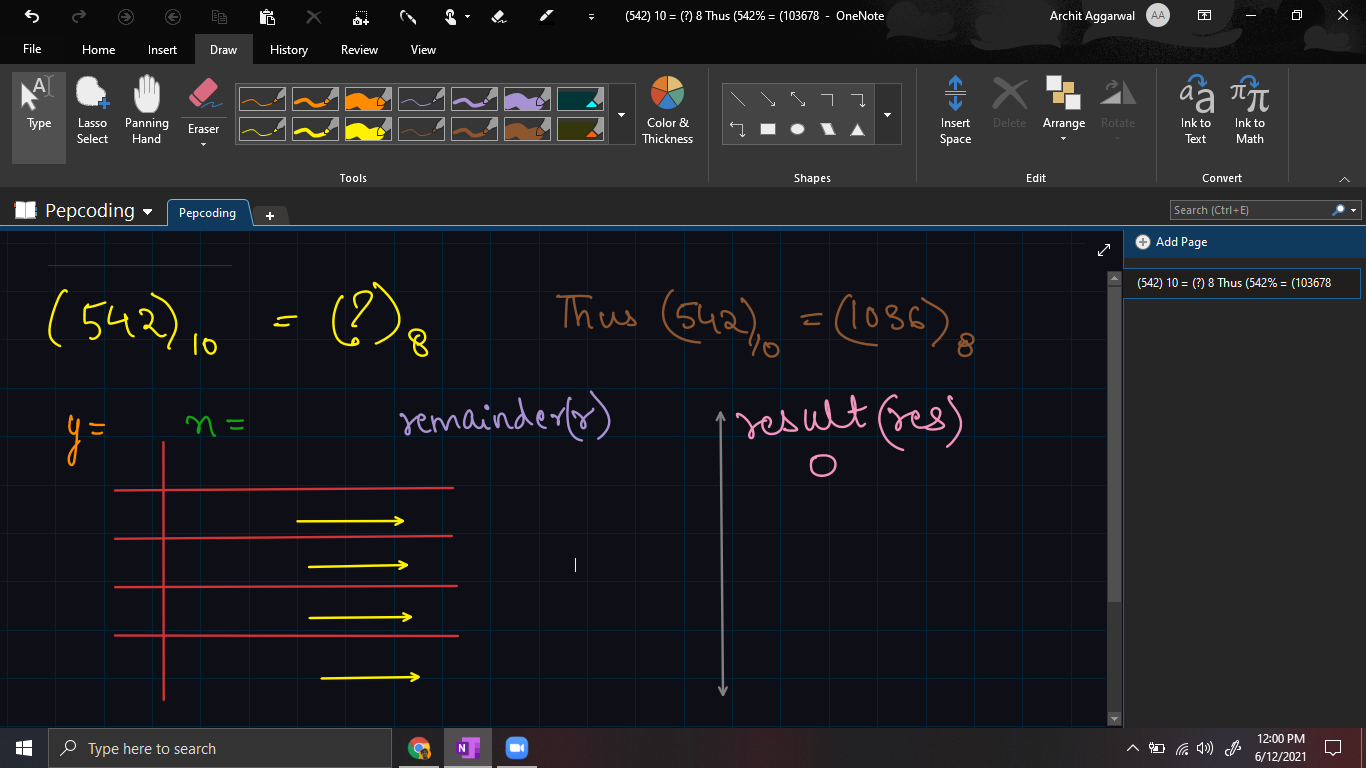 (542) 10 = (?) 8 Thus (542% = (103678 - OneNote
Archit Aggarwal AA
File Home Insert Draw History Review View
Type
Lasso Select
Panning Hand
Eraser
Color & Thickness
Insert Space
Delete
Arrange
Rotate
Ink to Text
Ink to Math
Tools Shapes Edit Convert
Pepcoding
Pepcoding
Search (Ctrl+E)
Add Page
(542) 10 = (?) 8 Thus (542% = (103678
(542)10 = (?)8 Thus (542)10 = (1036)8
y= n= remainder(r) result(res)
0
Type here to search
12:00 PM
6/12/2021